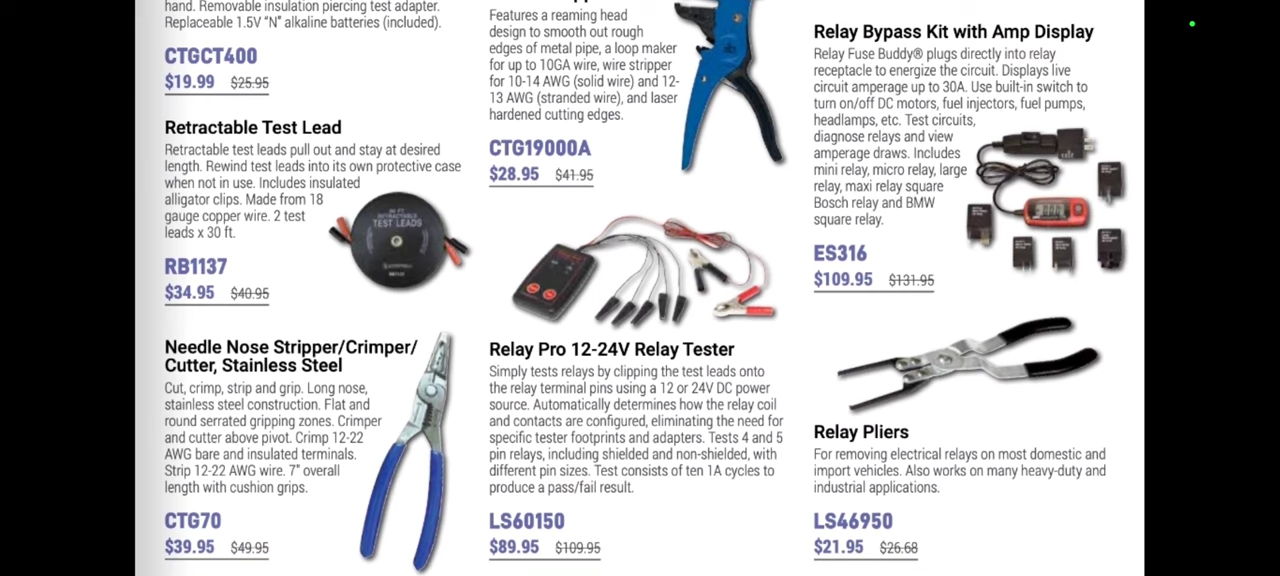 hand. Removable insulation piercing test adapter.
Replaceable 1.5V “N” alkaline batteries (included).
CTGCT400
$19.99 $25.95
Retractable Test Lead
Retractable test leads pull out and stay at desired
length. Rewind test leads into its own protective case
when not in use. Includes insulated
alligator clips. Made from 18
gauge copper wire. 2 test
leads x 30 ft.
RETRACTABLE
TEST LEADS
RB1137
$34.95 $40.95
Needle Nose Stripper/Crimper/
Cutter, Stainless Steel
Cut, crimp, strip and grip. Long nose,
stainless steel construction. Flat and
round serrated gripping zones. Crimper
and cutter above pivot. Crimp 12-22
AWG bare and insulated terminals.
Strip 12-22 AWG wire. 7" overall
length with cushion grips.
CTG70
$39.95 $49.95
Features a reaming head
design to smooth out rough
edges of metal pipe, a loop maker
for up to 10GA wire, wire stripper
for 10-14 AWG (solid wire) and 12-
13 AWG (stranded wire), and laser
hardened cutting edges.
CTG19000A
$28.95 $41.95
Relay Pro 12-24V Relay Tester
Simply tests relays by clipping the test leads onto
the relay terminal pins using a 12 or 24V DC power
source. Automatically determines how the relay coil
and contacts are configured, eliminating the need for
specific tester footprints and adapters. Tests 4 and 5
pin relays, including shielded and non-shielded, with
different pin sizes. Test consists of ten 1A cycles to
produce a pass/fail result.
LS60150
$89.95 $109.95
Relay Bypass Kit with Amp Display
Relay Fuse Buddy® plugs directly into relay
receptacle to energize the circuit. Displays live
circuit amperage up to 30A. Use built-in switch to
turn on/off DC motors, fuel injectors, fuel pumps,
headlamps, etc. Test circuits,
diagnose relays and view
amperage draws. Includes
mini relay, micro relay, large
relay, maxi relay square
Bosch relay and BMW
square relay.
ES316
$109.95 $131.95
Relay Pliers
For removing electrical relays on most domestic and
import vehicles. Also works on many heavy-duty and
industrial applications.
LS46950
$21.95 $26.68